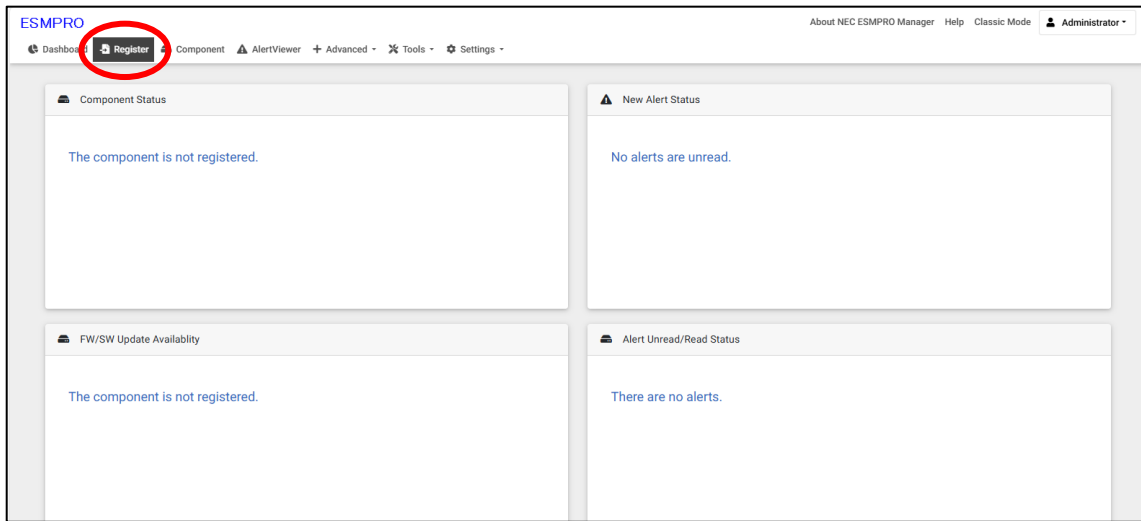 ESMPRO
About NEC ESMPRO Manager Help Classic Mode Administrator
Dashboard Register Component AlertViewer Advanced Tools Settings
Component Status
New Alert Status
The component is not registered.
No alerts are unread.
FW/SW Update Availablity
Alert Unread/Read Status
The component is not registered.
There are no alerts.